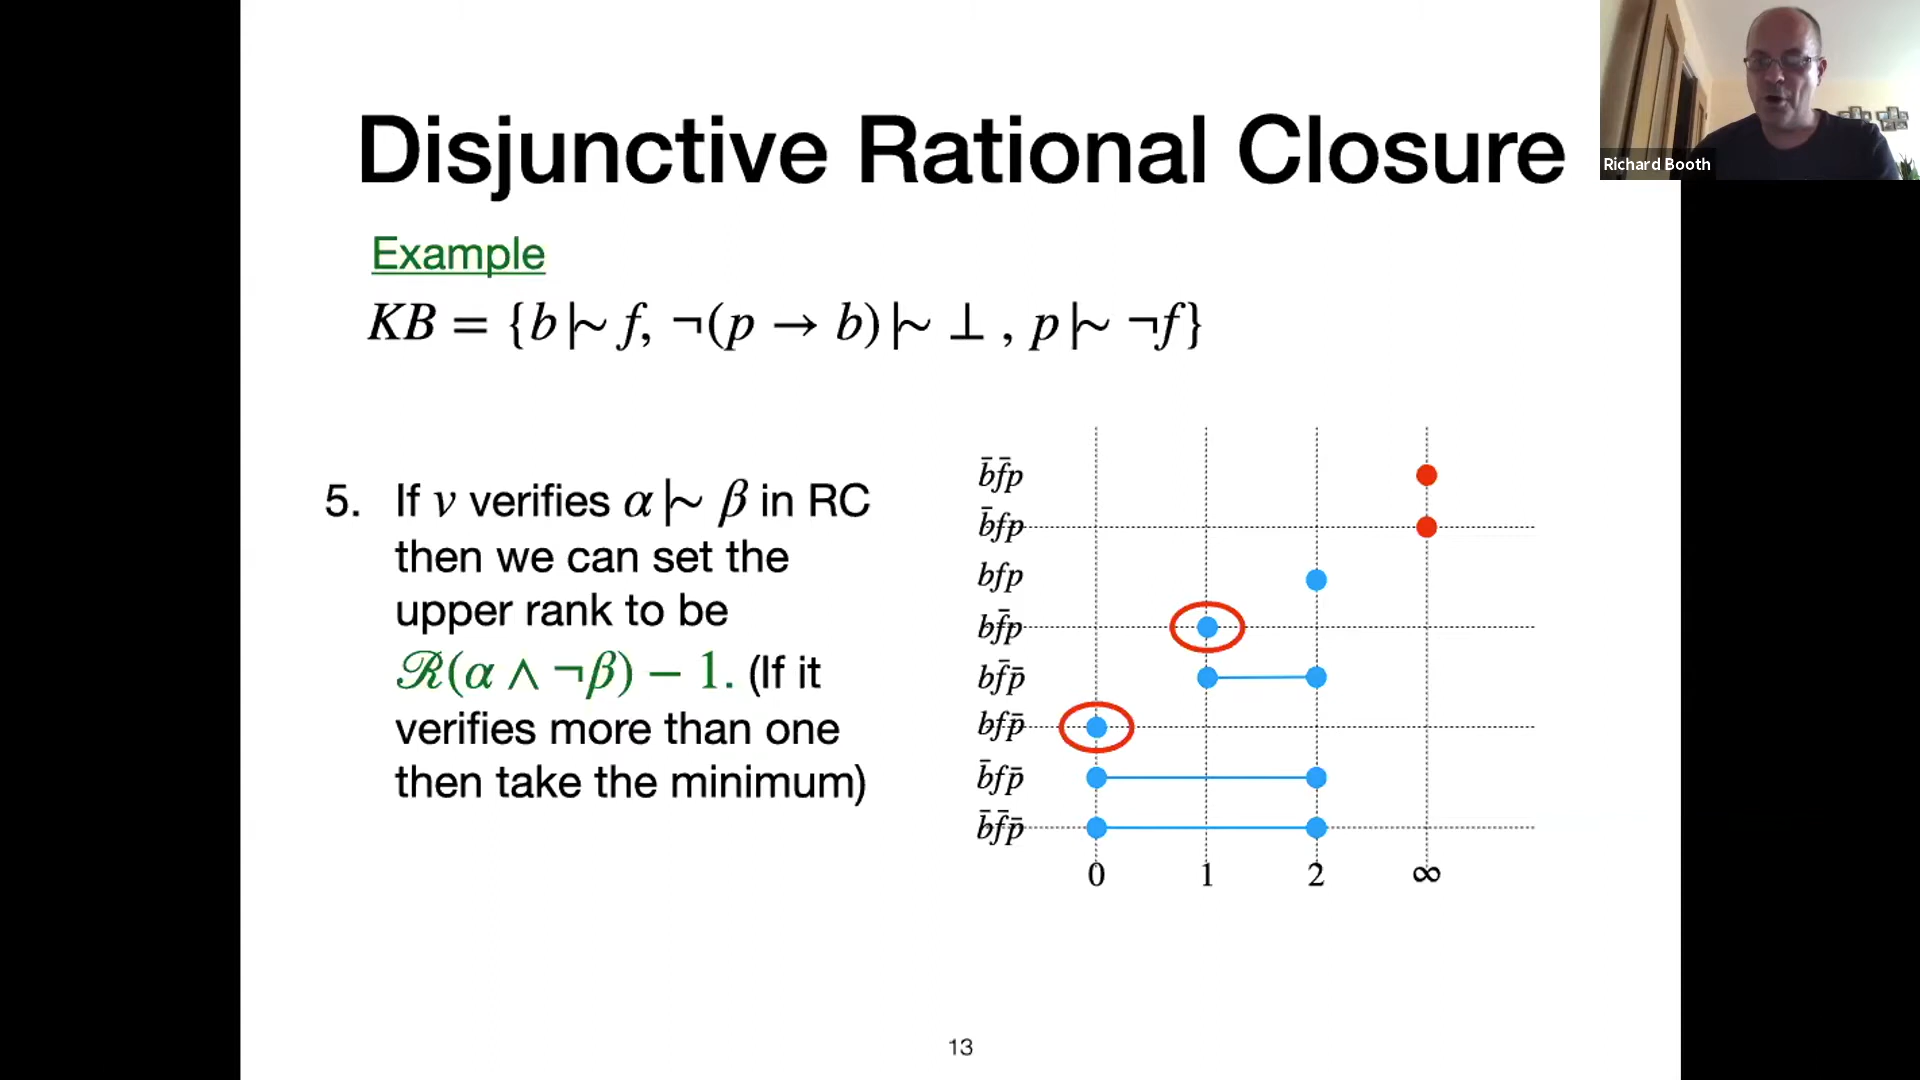 Disjunctive Rational Closure
Richard Booth
Example
KB = {b |~ f, ¬(p → b) |~ ⊥ , p |~ ¬f}
5. If v verifies α |~ β in RC
then we can set the
upper rank to be
ℛ(α ∧ ¬β) − 1. (If it
verifies more than one
then take the minimum)
b̄f̄p
b̄fp
bfp
bf̄p
bf̄p̄
bfp̄
b̄fp̄
b̄f̄p̄
0 1 2 ∞
13